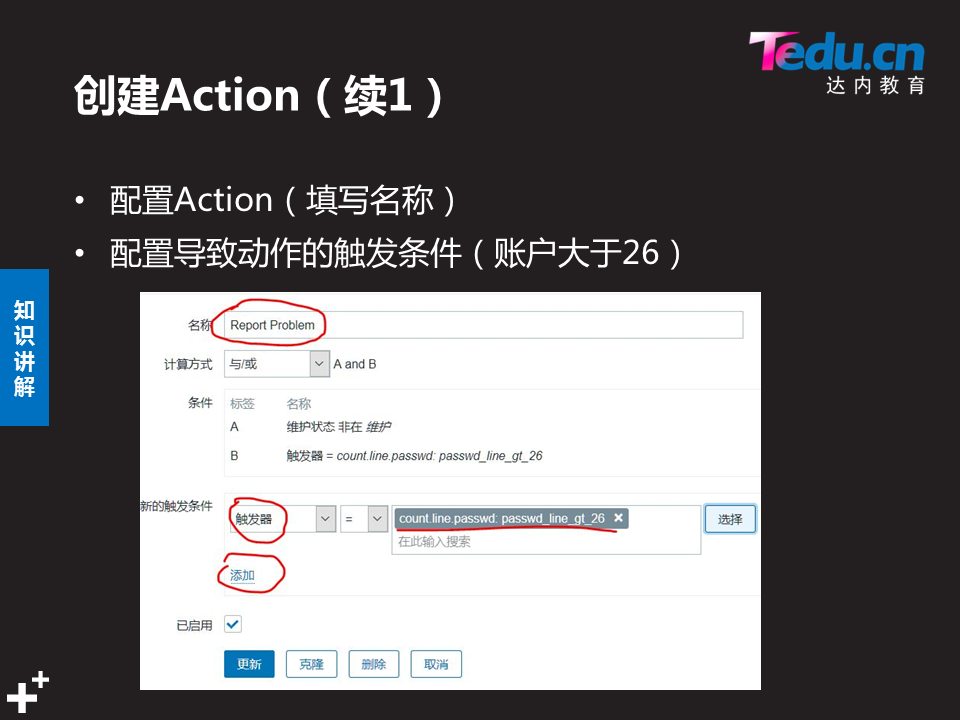 Tedu.cn
达内教育
创建Action（续1）
• 配置Action（填写名称）
• 配置导致动作的触发条件（账户大于26）
知识讲解
名称 Report Problem
计算方式 与/或 A and B
条件 标签 名称
A 维护状态 非在 维护
B 触发器 = count.line.passwd: passwd_line_gt_26
新的触发条件 触发器 = count.line.passwd: passwd_line_gt_26 × 选择
在此输入搜索
添加
已启用
更新 克隆 删除 取消